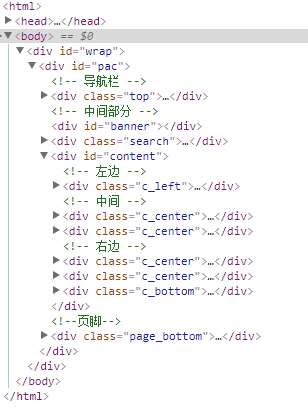 <html>
<head>…</head>
<body> == $0
<div id="wrap">
<div id="pac">
<!-- 导航栏 -->
<div class="top">…</div>
<!-- 中间部分 -->
<div id="banner"></div>
<div class="search">…</div>
<div id="content">
<!-- 左边 -->
<div class="c_left">…</div>
<!-- 中间 -->
<div class="c_center">…</div>
<div class="c_center">…</div>
<!-- 右边 -->
<div class="c_center">…</div>
<div class="c_center">…</div>
<div class="c_bottom">…</div>
</div>
<!--页脚-->
<div class="page_bottom">…</div>
</div>
</div>
</body>
</html>